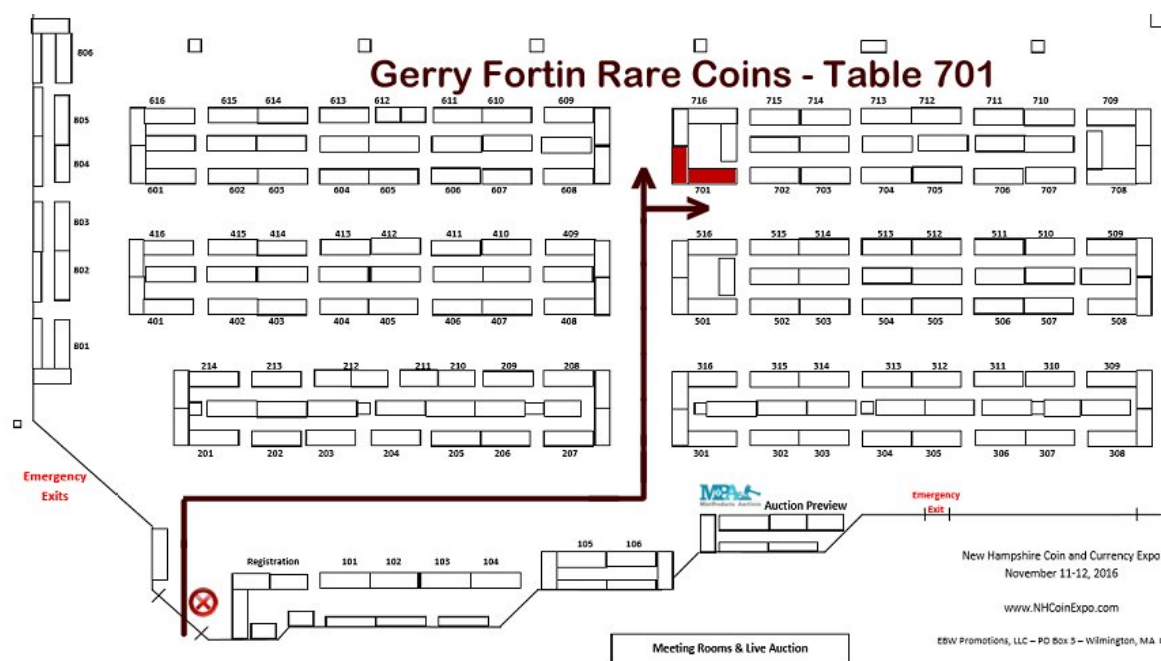 Gerry Fortin Rare Coins - Table 701
806
616 615 614 613 612 611 610 609 716 715 714 713 712 711 710 709
805
804
601 602 603 604 605 606 607 608 701 702 703 704 705 706 707 708
803
416 415 414 413 412 411 410 409 516 515 514 513 512 511 510 509
802
401 402 403 404 405 406 407 408 501 502 503 504 505 506 507 508
801
214 213 212 211 210 209 208 316 315 314 313 312 311 310 309
201 202 203 204 205 206 207 301 302 303 304 305 306 307 308
Emergency
Exits
Auction Preview
Emergency
Exit
105 106
Registration 101 102 103 104
New Hampshire Coin and Currency Expo
November 11-12, 2016
www.NHCoinExpo.com
EBW Promotions, LLC – PO Box 3 – Wilmington, MA
Meeting Rooms & Live Auction